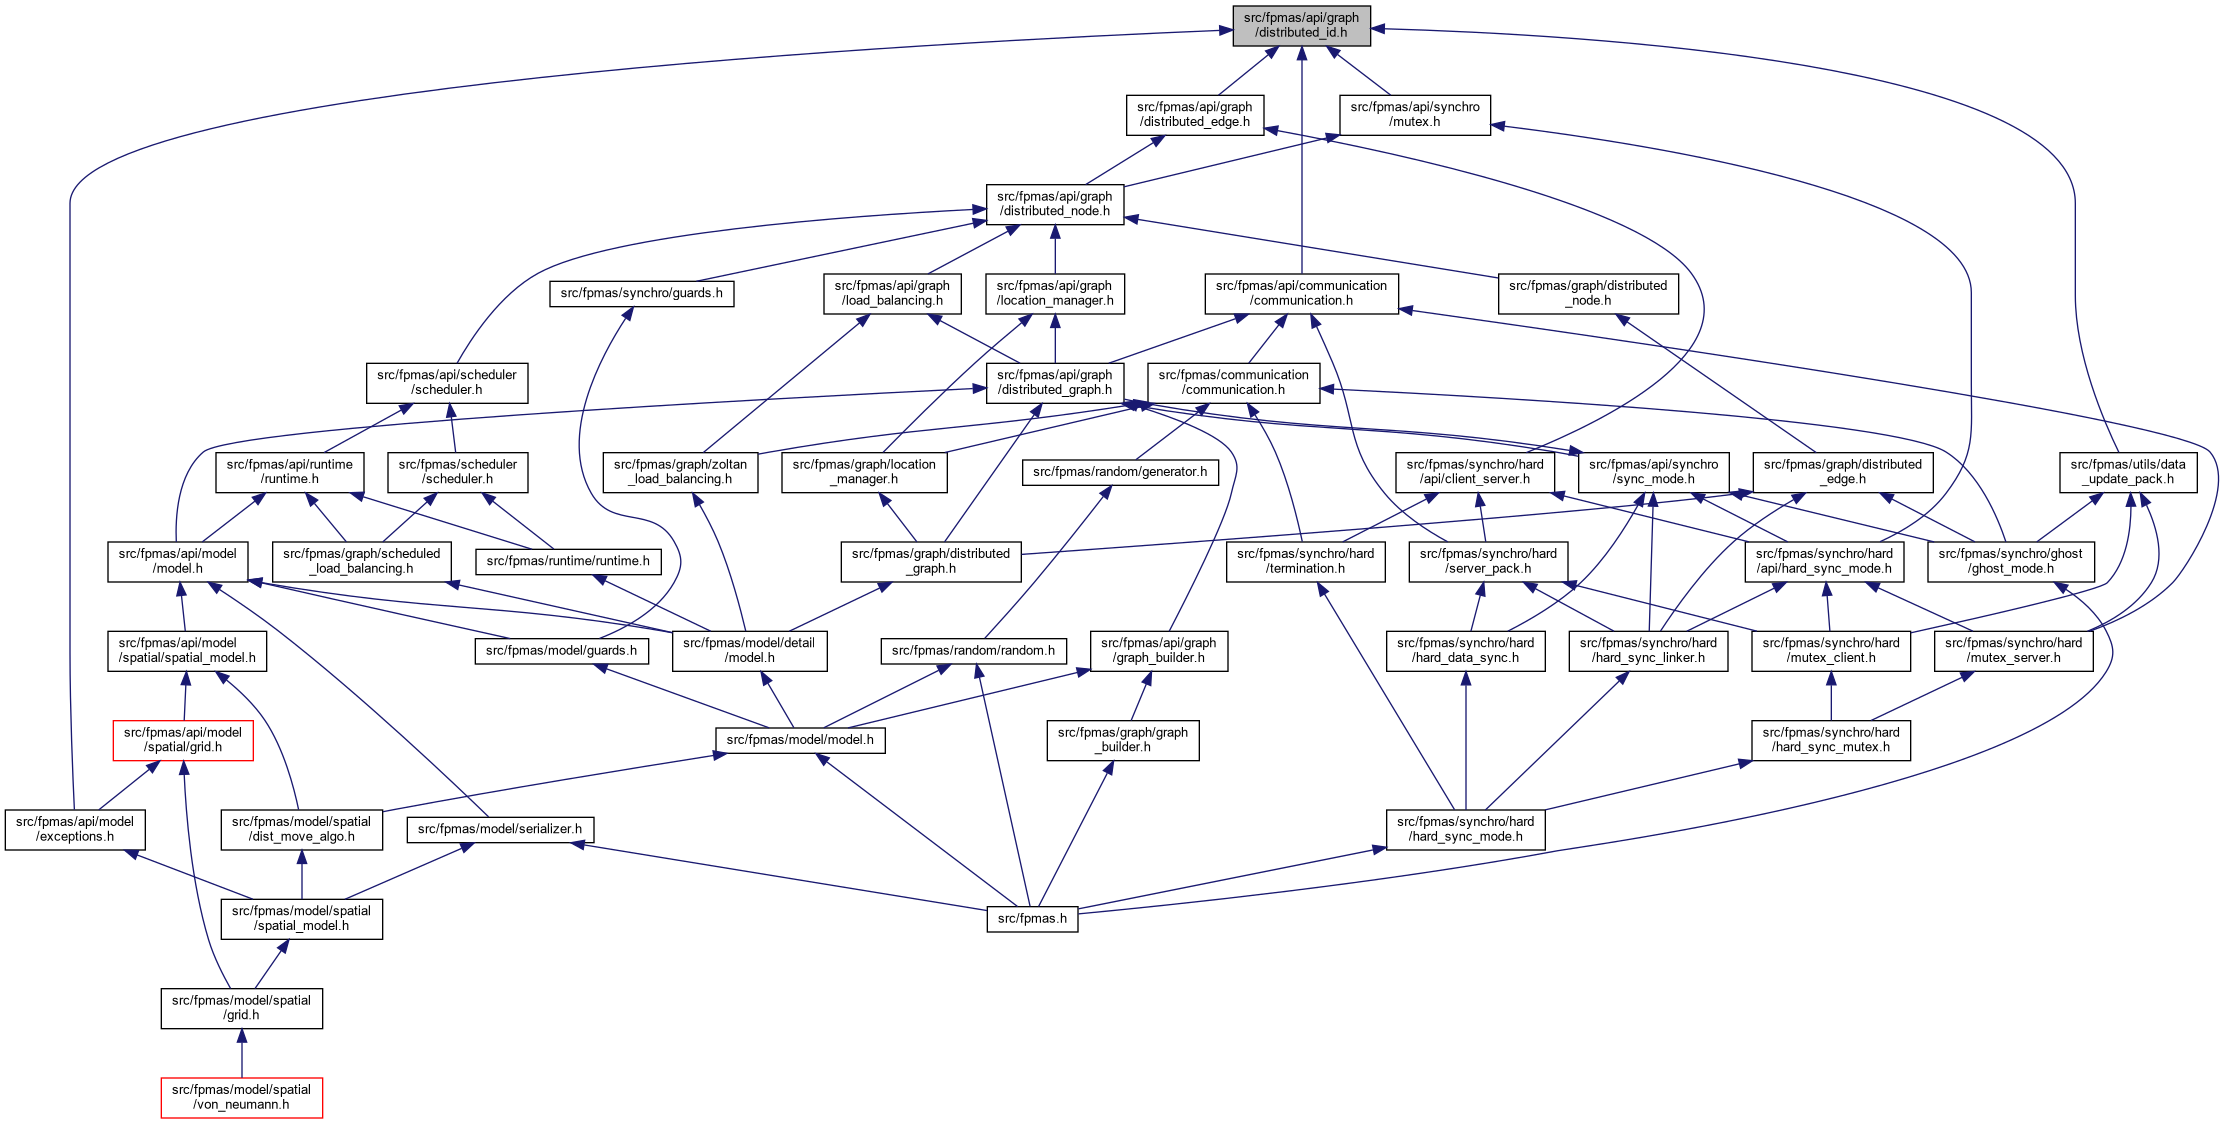 src/fpmas/api/graph
/distributed_id.h
src/fpmas/api/graph
/distributed_edge.h
src/fpmas/api/synchro
/mutex.h
src/fpmas/api/graph
/distributed_node.h
src/fpmas/synchro/guards.h
src/fpmas/api/graph
/load_balancing.h
src/fpmas/api/graph
/location_manager.h
src/fpmas/api/communication
/communication.h
src/fpmas/graph/distributed
_node.h
src/fpmas/api/scheduler
/scheduler.h
src/fpmas/api/graph
/distributed_graph.h
src/fpmas/communication
/communication.h
src/fpmas/api/runtime
/runtime.h
src/fpmas/scheduler
/scheduler.h
src/fpmas/graph/zoltan
_load_balancing.h
src/fpmas/graph/location
_manager.h
src/fpmas/random/generator.h
src/fpmas/synchro/hard
/api/client_server.h
src/fpmas/api/synchro
/sync_mode.h
src/fpmas/graph/distributed
_edge.h
src/fpmas/utils/data
_update_pack.h
src/fpmas/api/model
/model.h
src/fpmas/graph/scheduled
_load_balancing.h
src/fpmas/runtime/runtime.h
src/fpmas/graph/distributed
_graph.h
src/fpmas/synchro/hard
/termination.h
src/fpmas/synchro/hard
/server_pack.h
src/fpmas/synchro/hard
/api/hard_sync_mode.h
src/fpmas/synchro/ghost
/ghost_mode.h
src/fpmas/api/model
/spatial/spatial_model.h
src/fpmas/model/guards.h
src/fpmas/model/detail
/model.h
src/fpmas/random/random.h
src/fpmas/api/graph
/graph_builder.h
src/fpmas/synchro/hard
/hard_data_sync.h
src/fpmas/synchro/hard
/hard_sync_linker.h
src/fpmas/synchro/hard
/mutex_client.h
src/fpmas/synchro/hard
/mutex_server.h
src/fpmas/api/model
/spatial/grid.h
src/fpmas/model/model.h
src/fpmas/graph/graph
_builder.h
src/fpmas/synchro/hard
/hard_sync_mutex.h
src/fpmas/api/model
/exceptions.h
src/fpmas/model/spatial
/dist_move_algo.h
src/fpmas/model/serializer.h
src/fpmas/synchro/hard
/hard_sync_mode.h
src/fpmas/model/spatial
/spatial_model.h
src/fpmas.h
src/fpmas/model/spatial
/grid.h
src/fpmas/model/spatial
/von_neumann.h